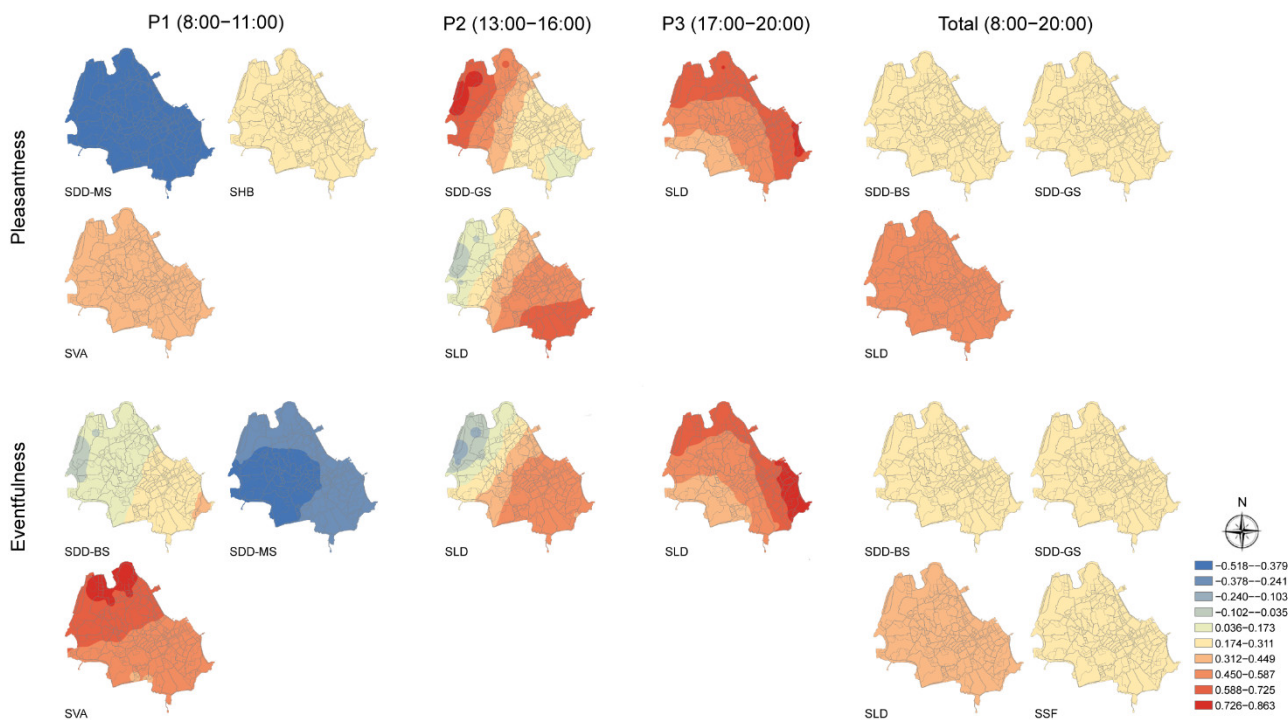 P1 (8:00−11:00)
P2 (13:00−16:00)
P3 (17:00−20:00)
Total (8:00−20:00)
Pleasantness
SDD-MS
SHB
SDD-GS
SLD
SDD-BS
SDD-GS
SVA
SLD
SLD
Eventfulness
SDD-BS
SDD-MS
SLD
SLD
SDD-BS
SDD-GS
SVA
SLD
SSF
N
−0.518−−0.379
−0.378−0.241
−0.240−0.103
−0.102−0.035
0.036−0.173
0.174−0.311
0.312−0.449
0.450−0.587
0.588−0.725
0.726−0.863